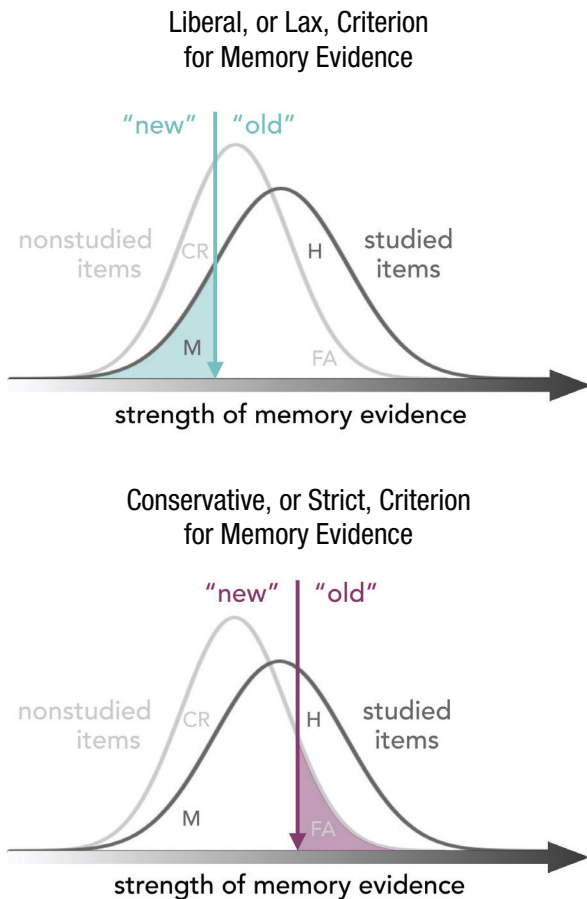 Liberal, or Lax, Criterion
for Memory Evidence
“new” “old”
nonstudied
items
CR
H
studied
items
M
FA
strength of memory evidence
Conservative, or Strict, Criterion
for Memory Evidence
“new” “old”
nonstudied
items
CR
H
studied
items
M
FA
strength of memory evidence